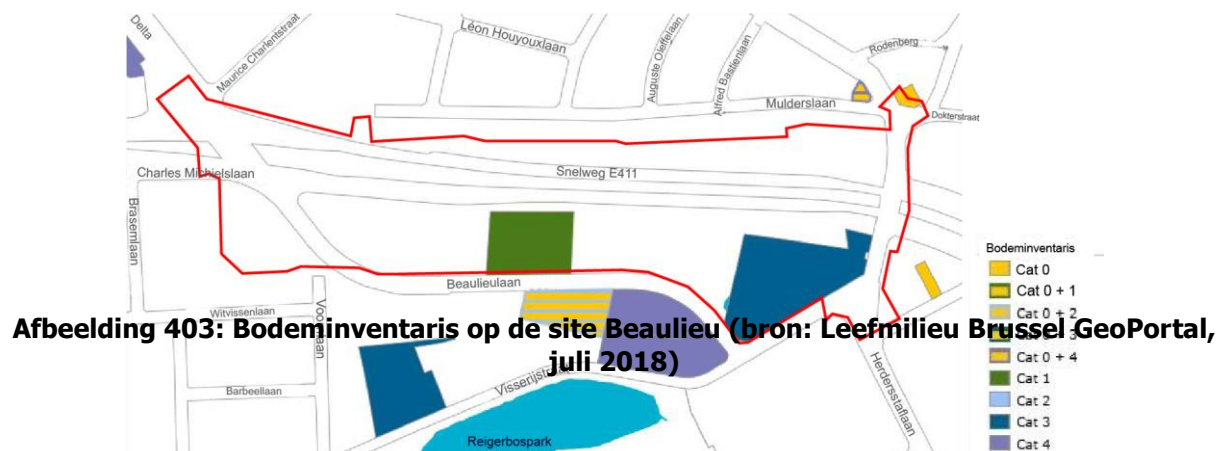 Delta
Maurice Charlentstraat
Léon Houyouxlaan
Auguste Oleffelaan
Alfred Bastienlaan
Rodenberg
Mulderslaan
Dokterstraat
Charles Michielslaan
Snelweg E411
Brasemlaan
Beaulieulaan
Witvissenlaan
Barbeellaan
Herdersstaflaan
Reigerbospark
Bodeminventaris
Cat 0
Cat 0 + 1
Cat 0 + 2
Cat 0 + 4
Cat 1
Cat 2
Cat 3
Cat 4
Afbeelding 403: Bodeminventaris op de site Beaulieu (bron: Leefmilieu Brussel GeoPortal,
juli 2018)